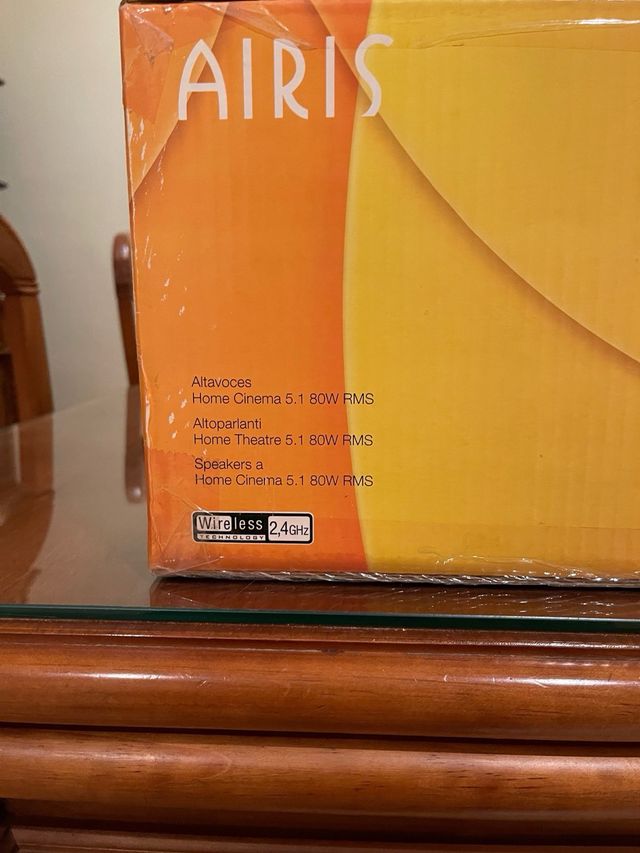 AIRIS
Altavoces
Home Cinema 5.1 80W RMS
Altoparlanti
Home Theatre 5.1 80W RMS
Speakers a
Home Cinema 5.1 80W RMS
Wireless 2,4GHz
TECHNOLOGY